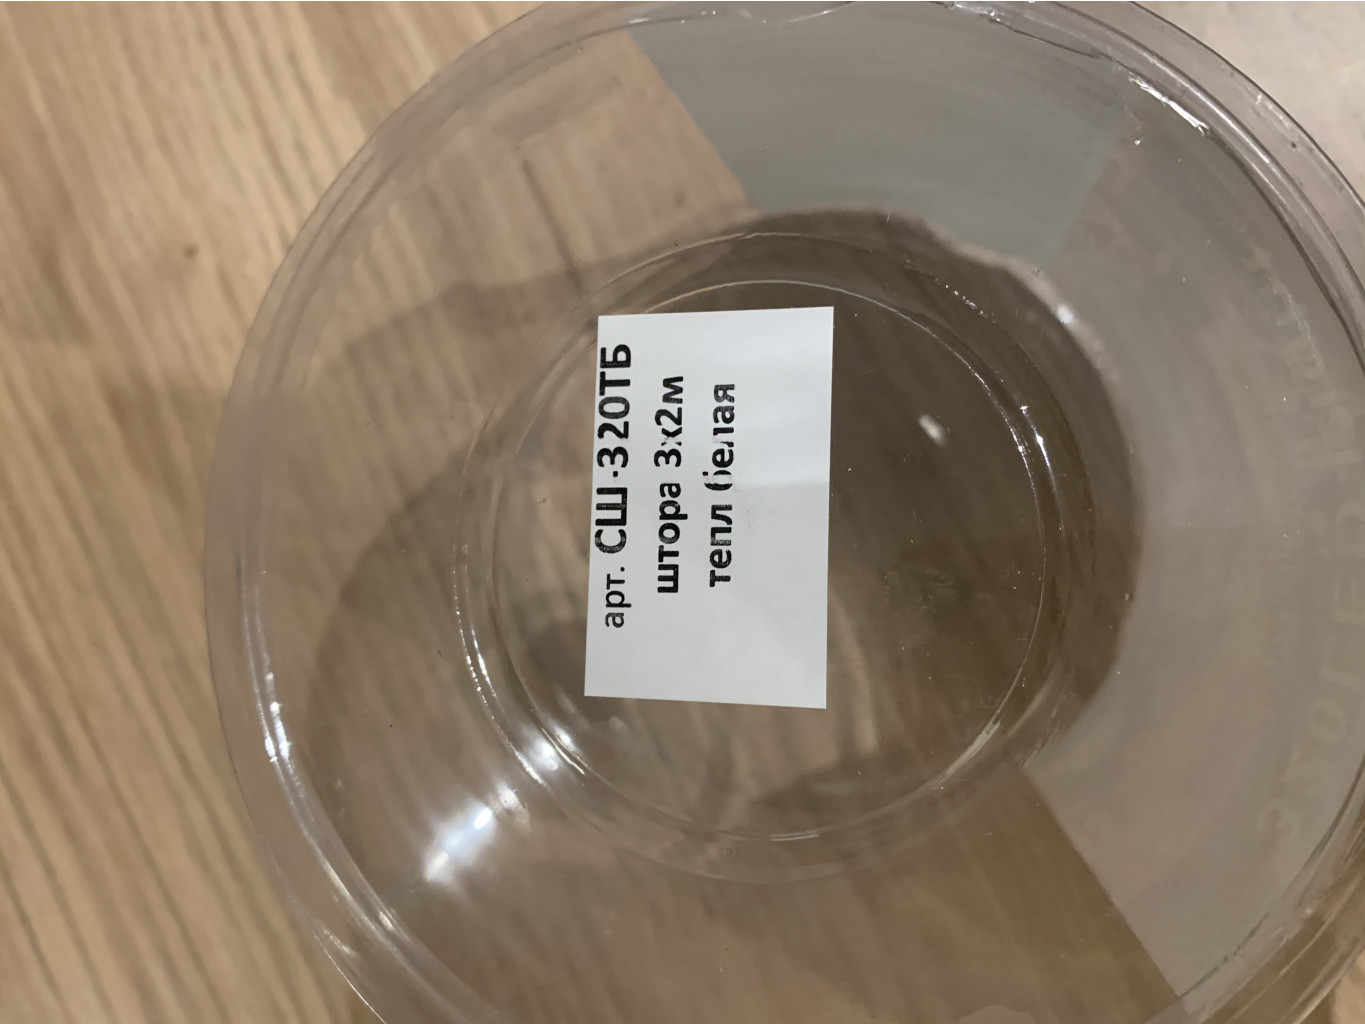 арт. СШ-320ТБ
штора 3х2м
тепл белая